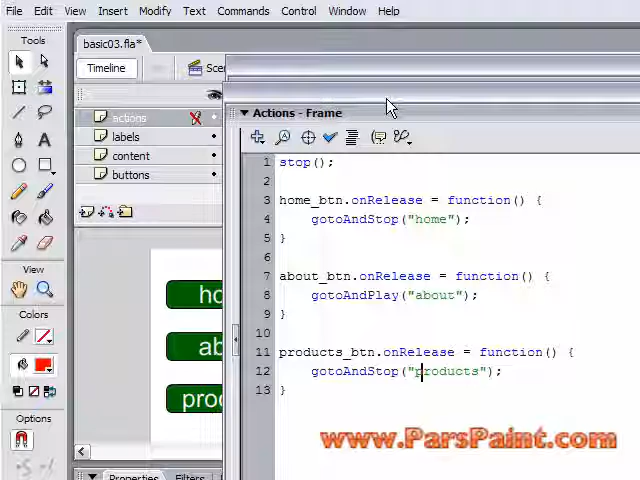 File Edit View Insert Modify Text Commands Control Window Help
Tools
basic03.fla*
Timeline
actions
labels
content
buttons
Actions - Frame
1 stop();
2
3 home_btn.onRelease = function() {
4 gotoAndStop("home");
5 }
6
7 about_btn.onRelease = function() {
8 gotoAndPlay("about");
9 }
10
11 products_btn.onRelease = function() {
12 gotoAndStop("products");
13 }
View
Colors
Options
ho
ab
prod
Properties Filters
www.ParsPaint.com